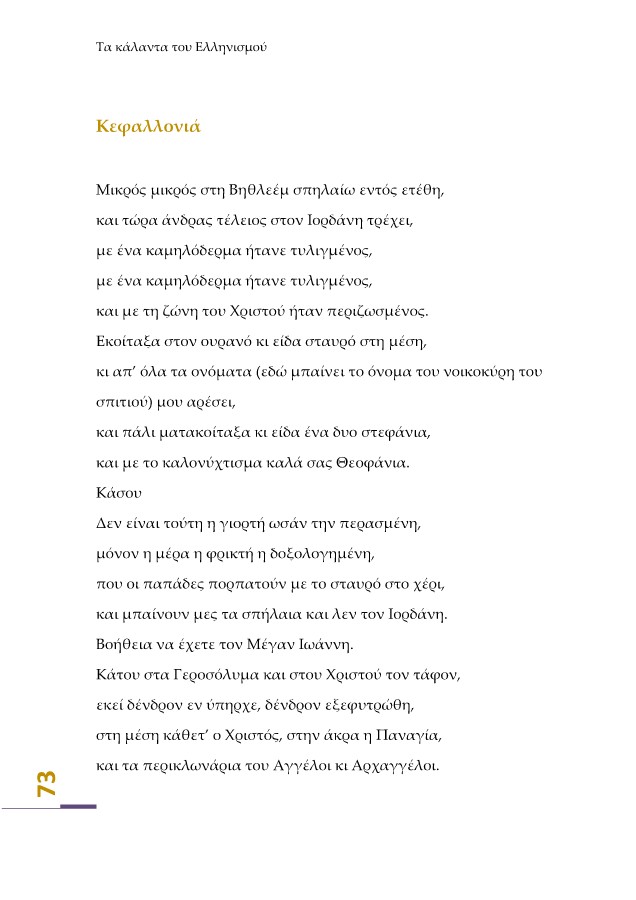 Τα κάλαντα του Ελληνισμού
Κεφαλλονιά
Μικρός μικρός στη Βηθλεέμ σπηλαίω εντός ετέθη,
και τώρα άνδρας τέλειος στον Ιορδάνη τρέχει,
με ένα καμηλόδερμα ήτανε τυλιγμένος,
με ένα καμηλόδερμα ήτανε τυλιγμένος,
και με τη ζώνη του Χριστού ήταν περιζωσμένος.
Εκοίταξα στον ουρανό κι είδα σταυρό στη μέση,
κι απ’ όλα τα ονόματα (εδώ μπαίνει το όνομα του νοικοκύρη του
σπιτιού) μου αρέσει,
και πάλι ματακοίταξα κι είδα ένα δυο στεφάνια,
και με το καλονύχτισμα καλά σας Θεοφάνια.
Κάσου
Δεν είναι τούτη η γιορτή ωσάν την περασμένη,
μόνον η μέρα η φρικτή η δοξολογημένη,
που οι παπάδες πορπατούν με το σταυρό στο χέρι,
και μπαίνουν μες τα σπήλαια και λεν τον Ιορδάνη.
Βοήθεια να έχετε τον Μέγαν Ιωάννη.
Κάτου στα Γεροσόλυμα και στου Χριστού τον τάφον,
εκεί δένδρον εν ύπηρχε, δένδρον εξεφυτρώθη,
στη μέση κάθετ’ ο Χριστός, στην άκρα η Παναγία,
και τα περικλωνάρια του Αγγέλοι κι Αρχαγγέλοι.
73